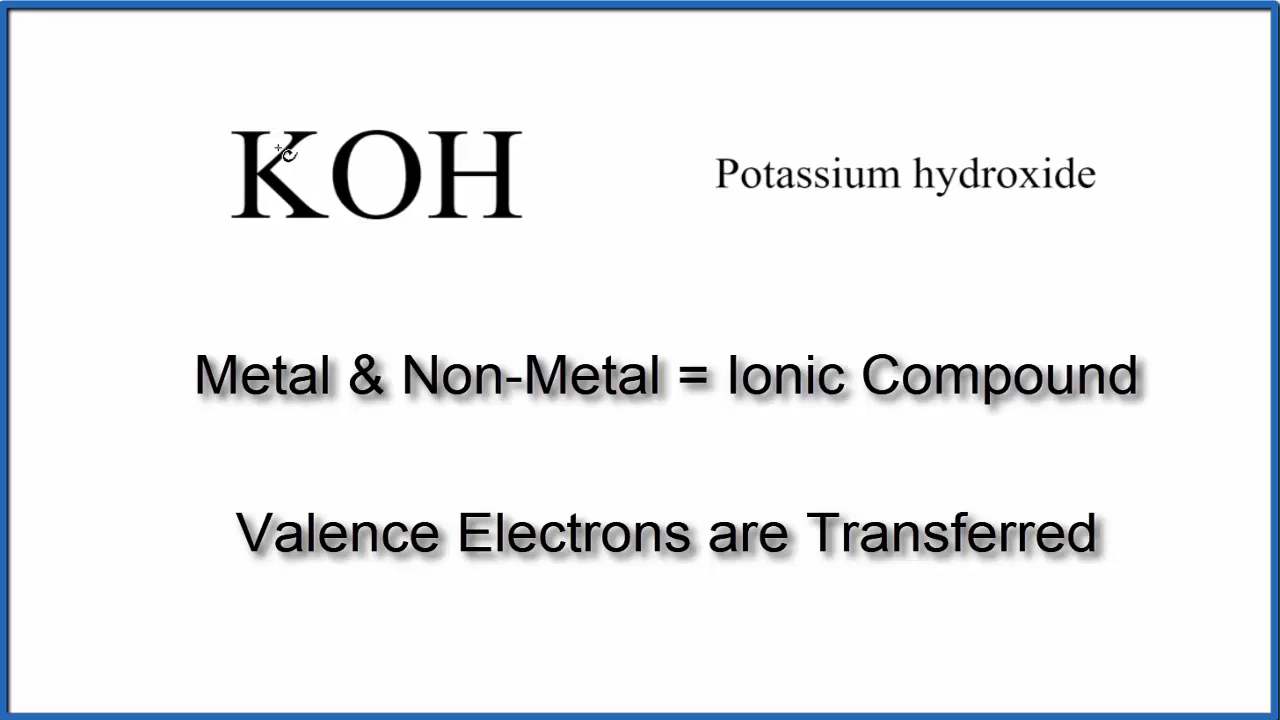 KOH
Potassium hydroxide
Metal & Non-Metal = Ionic Compound
Valence Electrons are Transferred